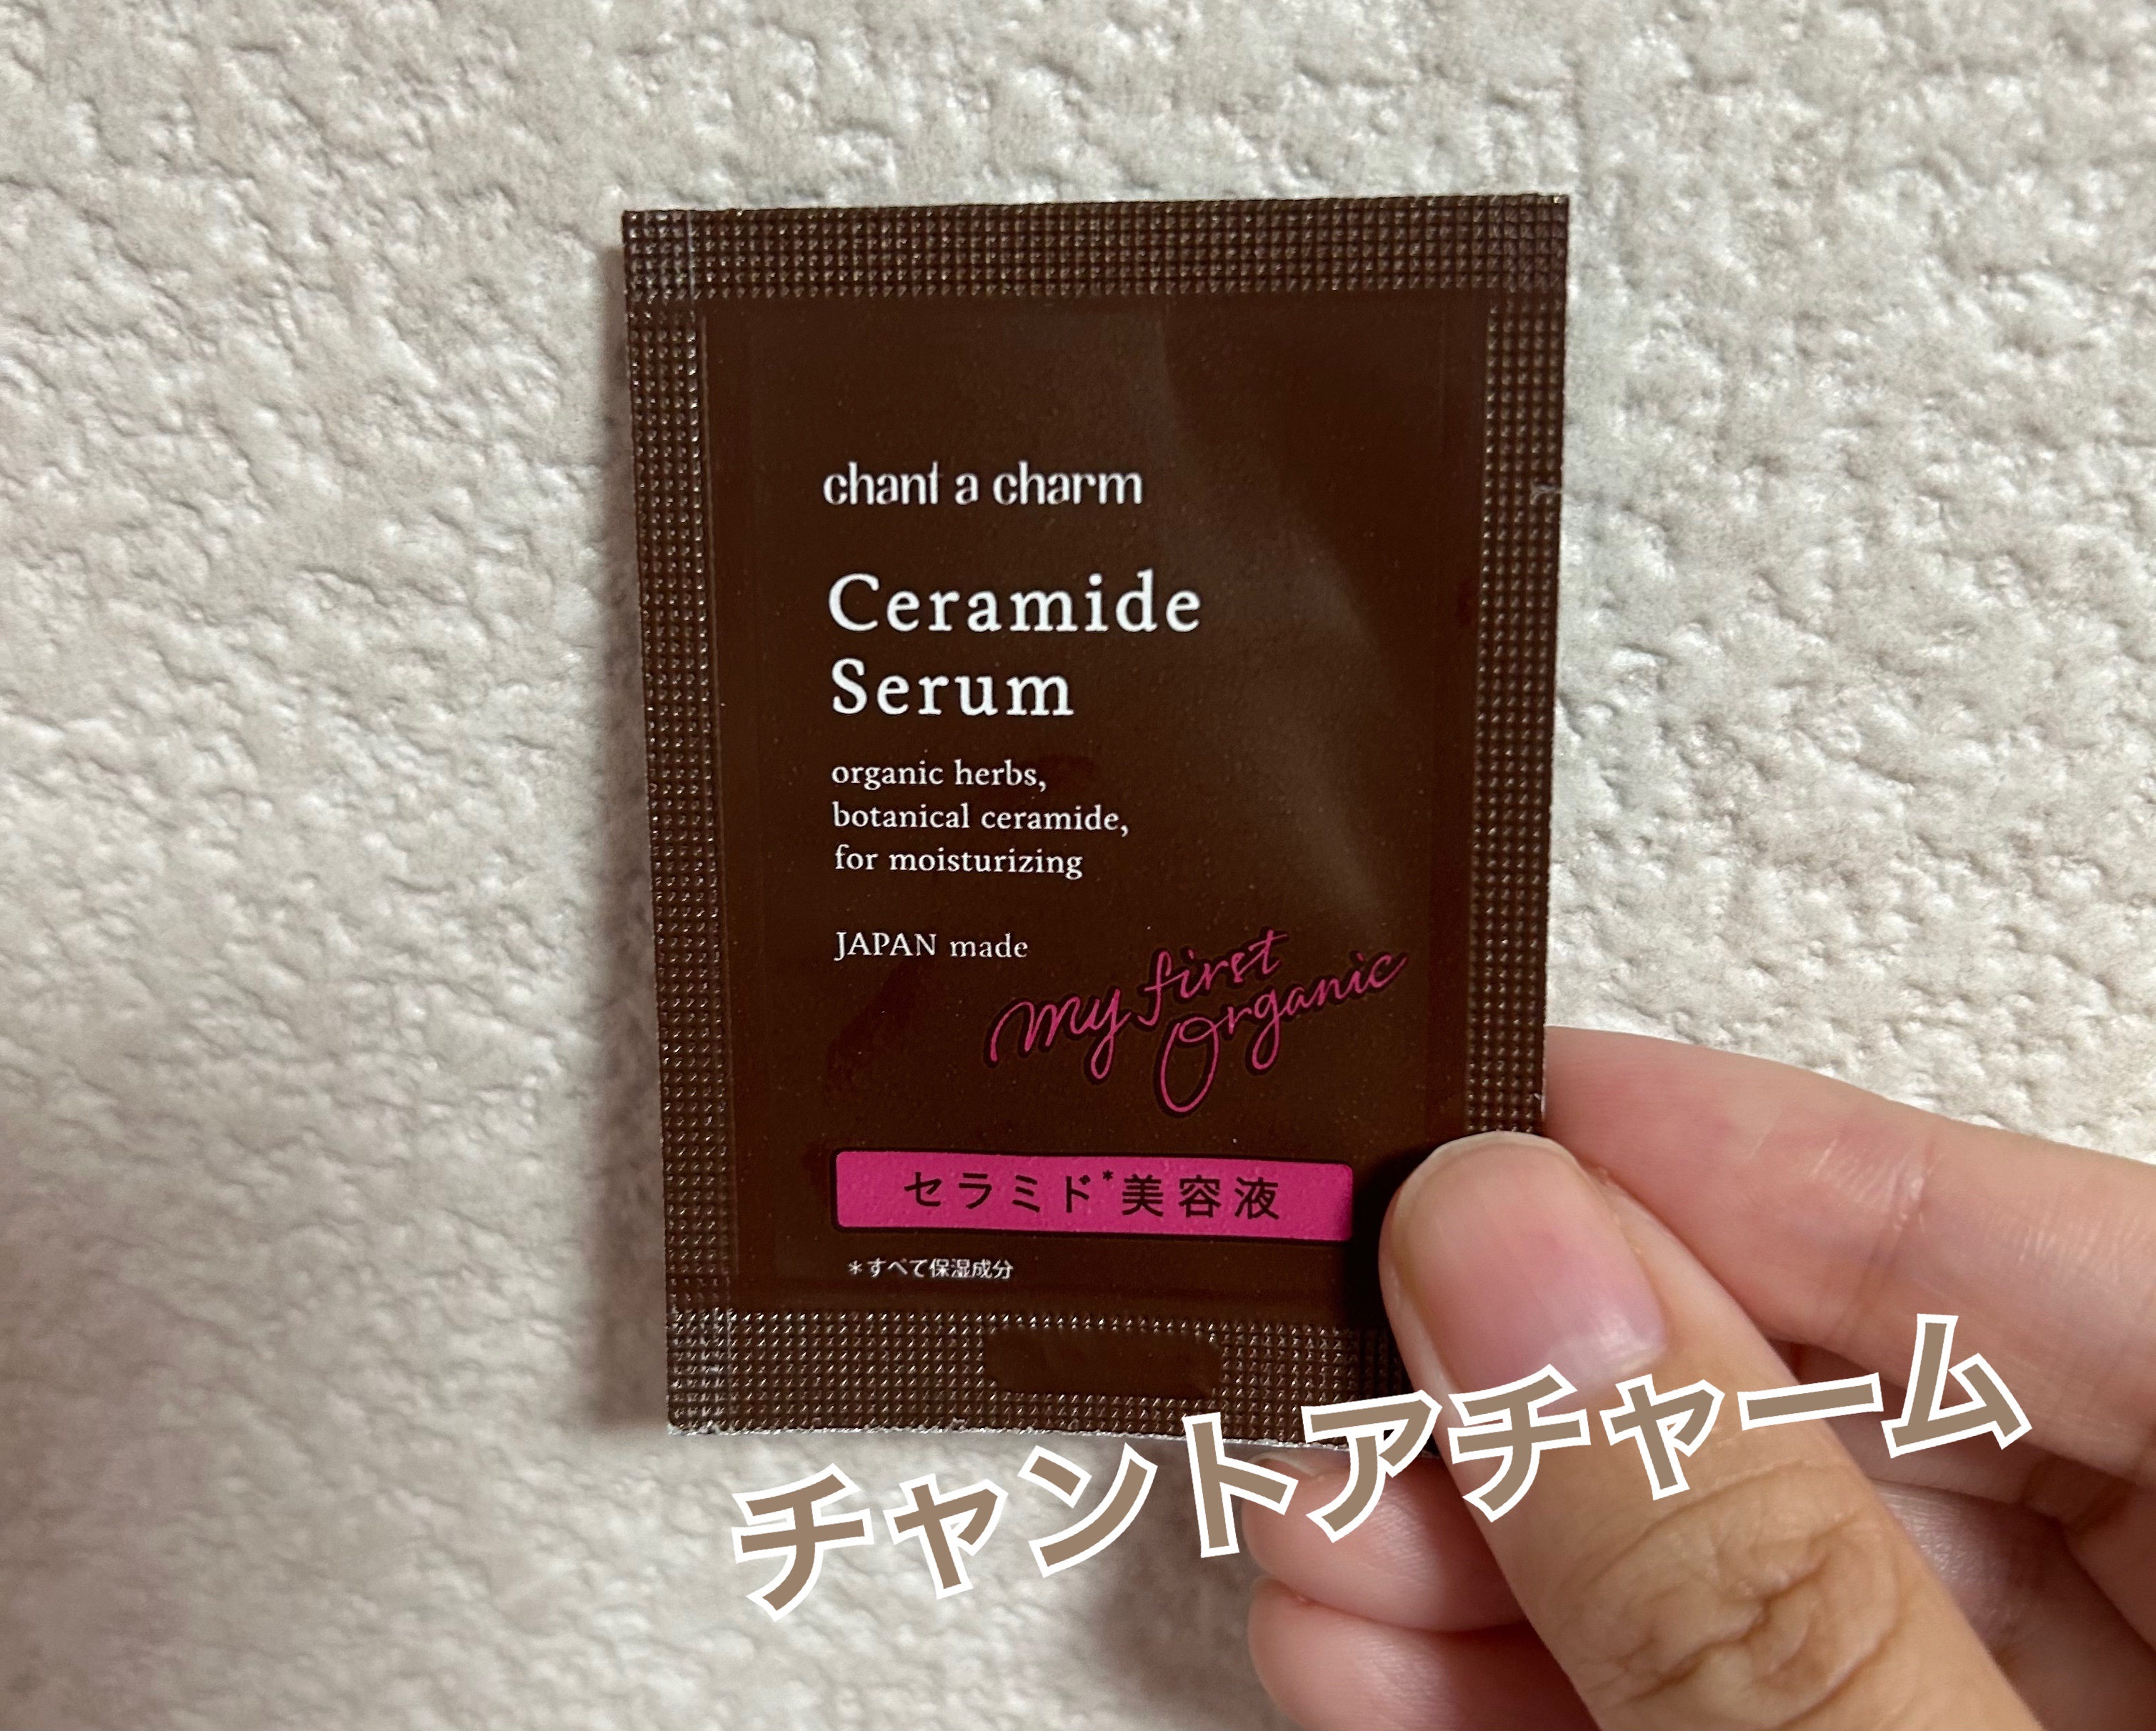 chant a charm
Ceramide
Serum
organic herbs,
botanical ceramide,
for moisturizing
JAPAN made
my first
Organic
セラミド*美容液
*すべて保湿成分
チャントアチャーム